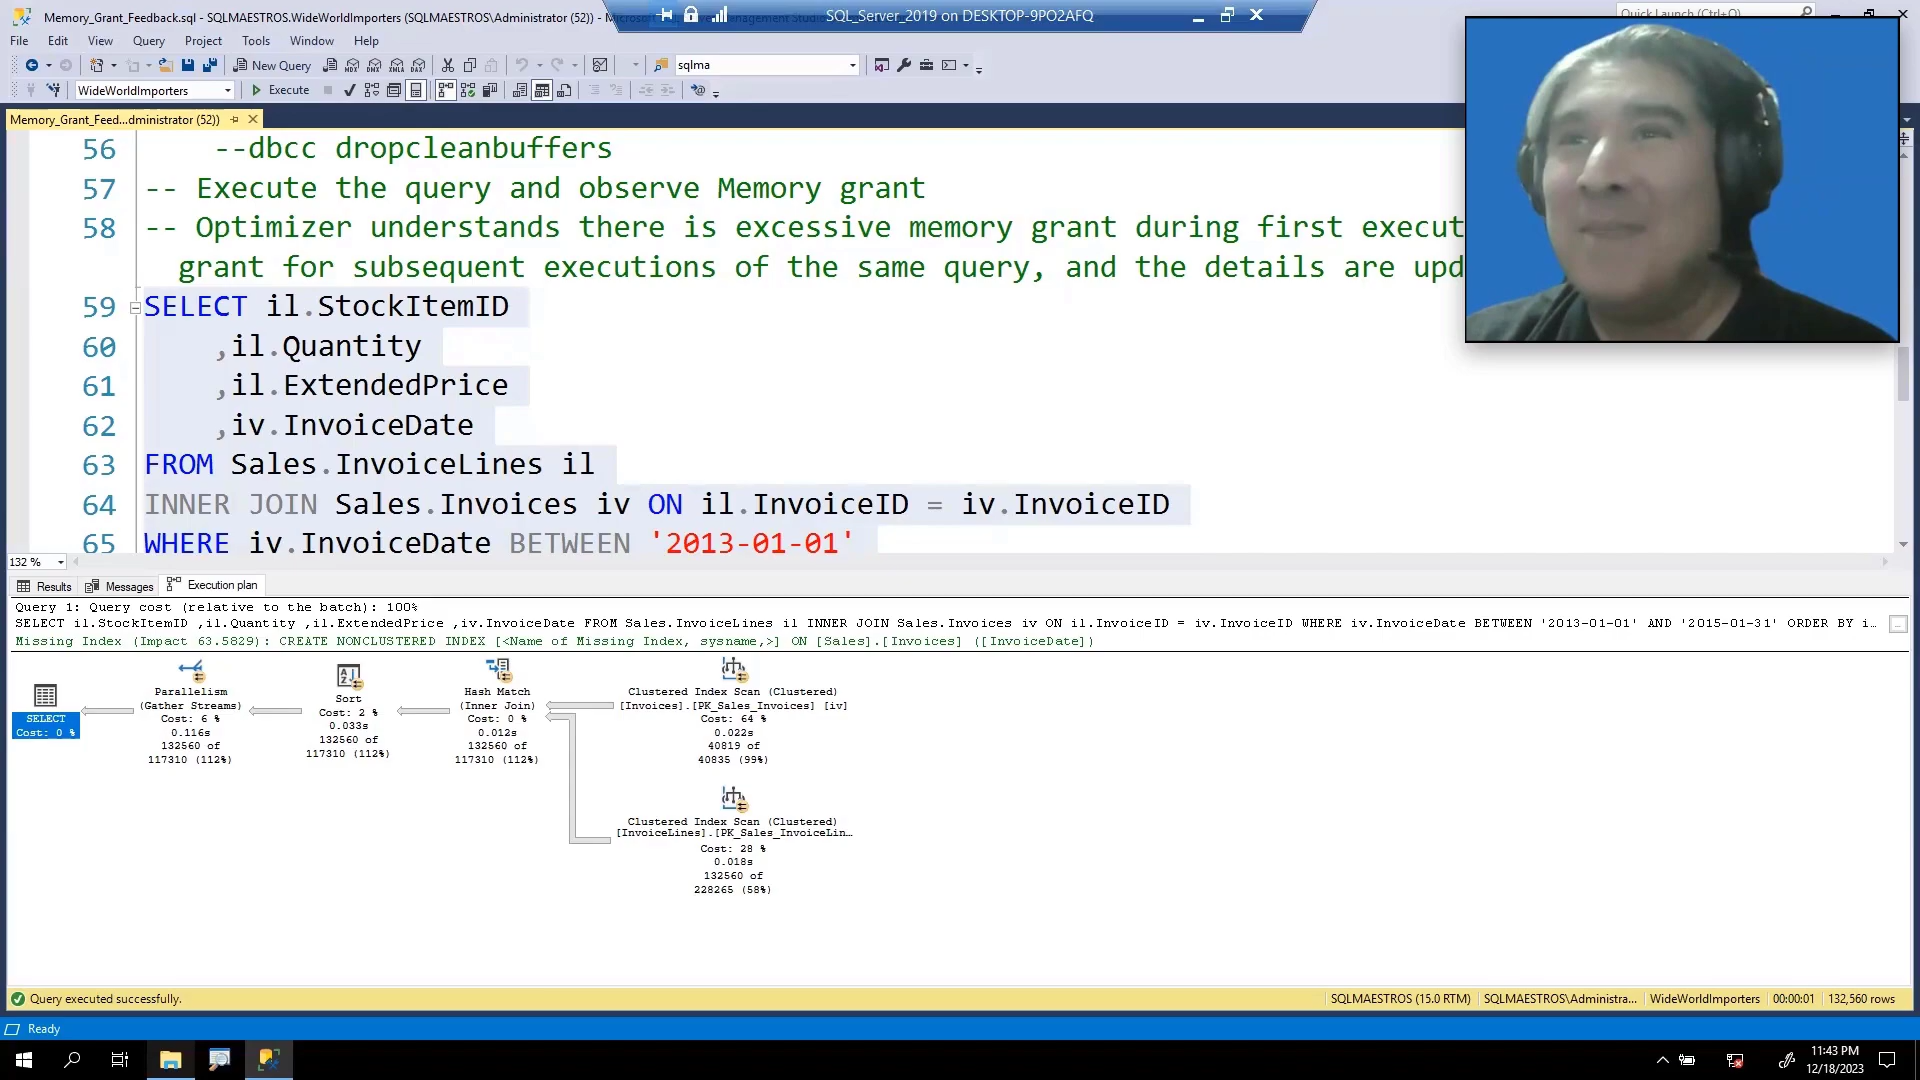 Memory_Grant_Feedback.sql - SQLMAESTROS.WideWorldImporters (SQLMAESTROS\Administrator (52)) -
SQL_Server_2019 on DESKTOP-9PO2AFQ
Quick Launch (Ctrl+Q)
File Edit View Query Project Tools Window Help
New Query
sqlma
WideWorldImporters
Execute
Memory_Grant_Feed...dministrator (52))
56 --dbcc dropcleanbuffers
57 -- Execute the query and observe Memory grant
58 -- Optimizer understands there is excessive memory grant during first execut
grant for subsequent executions of the same query, and the details are upd
59 SELECT il.StockItemID
60 ,il.Quantity
61 ,il.ExtendedPrice
62 ,iv.InvoiceDate
63 FROM Sales.InvoiceLines il
64 INNER JOIN Sales.Invoices iv ON il.InvoiceID = iv.InvoiceID
65 WHERE iv.InvoiceDate BETWEEN '2013-01-01'
132 %
Results Messages Execution plan
Query 1: Query cost (relative to the batch): 100%
SELECT il.StockItemID ,il.Quantity ,il.ExtendedPrice ,iv.InvoiceDate FROM Sales.InvoiceLines il INNER JOIN Sales.Invoices iv ON il.InvoiceID = iv.InvoiceID WHERE iv.InvoiceDate BETWEEN '2013-01-01' AND '2015-01-31' ORDER BY i...
Missing Index (Impact 63.5829): CREATE NONCLUSTERED INDEX [<Name of Missing Index, sysname,>] ON [Sales].[Invoices] ([InvoiceDate])
SELECT
Cost: 0 %
Parallelism
(Gather Streams)
Cost: 6 %
0.116s
132560 of
117310 (112%)
Sort
Cost: 2 %
0.033s
132560 of
117310 (112%)
Hash Match
(Inner Join)
Cost: 0 %
0.012s
132560 of
117310 (112%)
Clustered Index Scan (Clustered)
[Invoices].[PK_Sales_Invoices] [iv]
Cost: 64 %
0.022s
40819 of
40835 (99%)
Clustered Index Scan (Clustered)
[InvoiceLines].[PK_Sales_InvoiceLin...
Cost: 28 %
0.018s
132560 of
228265 (58%)
Query executed successfully.
SQLMAESTROS (15.0 RTM) SQLMAESTROS\Administra... WideWorldImporters 00:00:01 132,560 rows
Ready
11:43 PM
12/18/2023